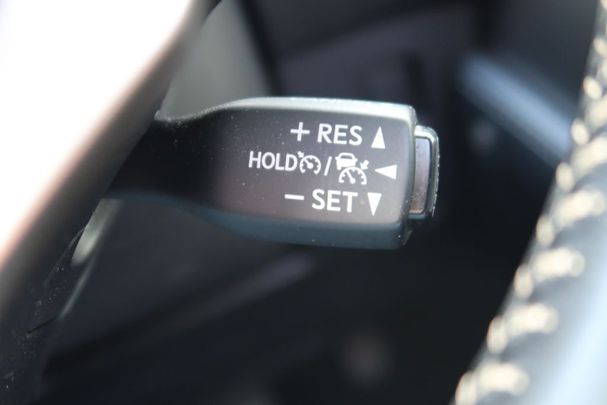 + RES ▲
HOLD / ◀
− SET ▼